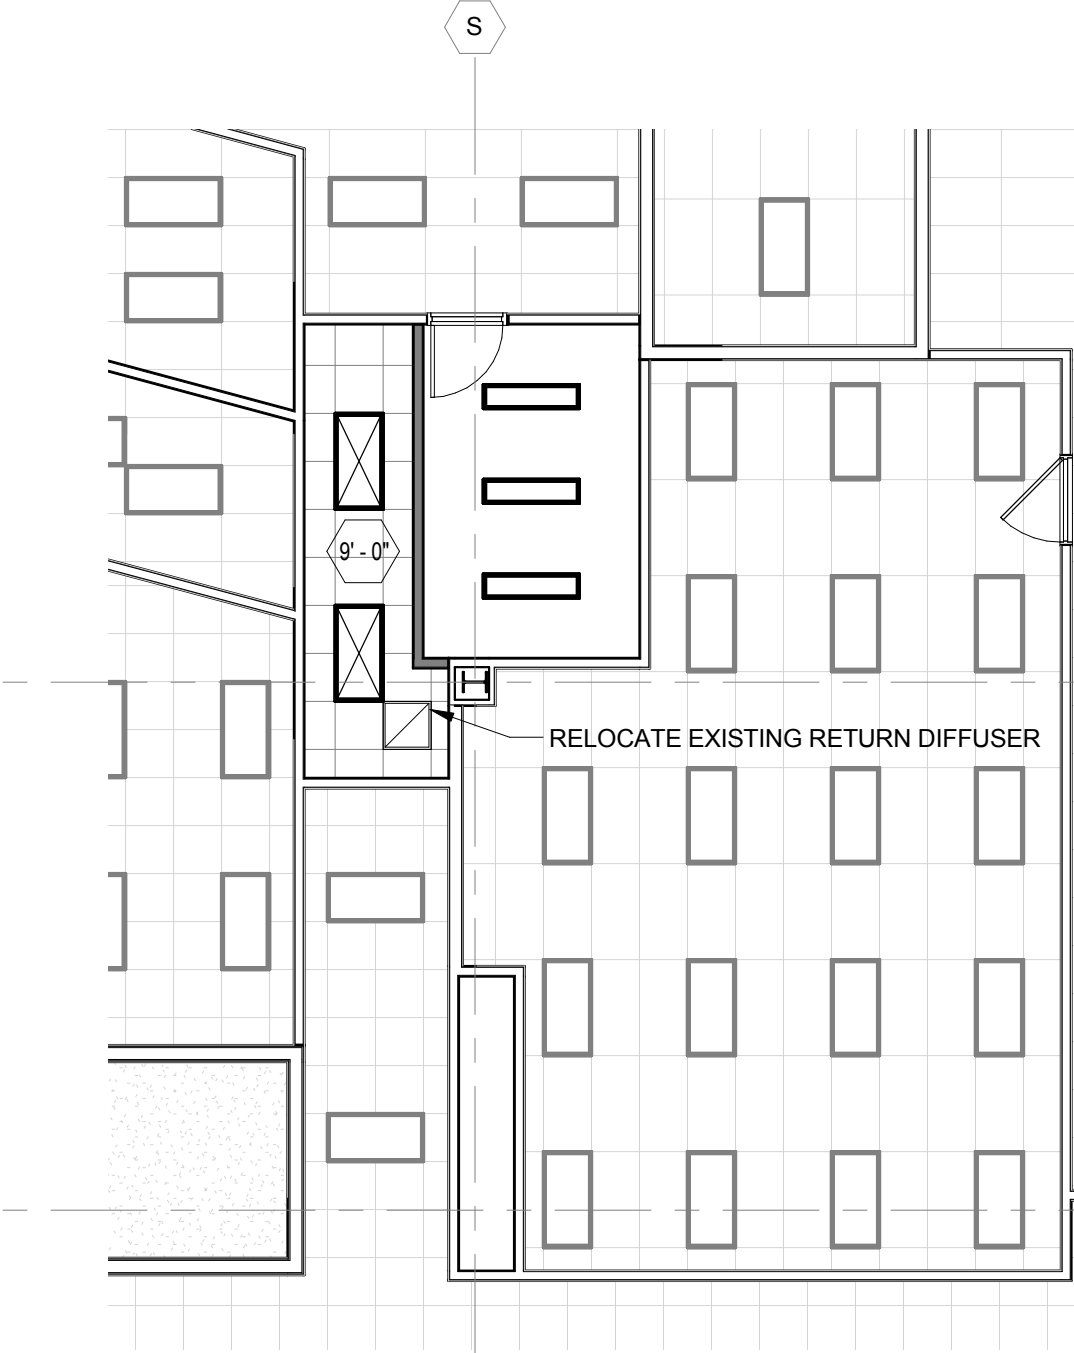 S
9' - 0"
RELOCATE EXISTING RETURN DIFFUSER